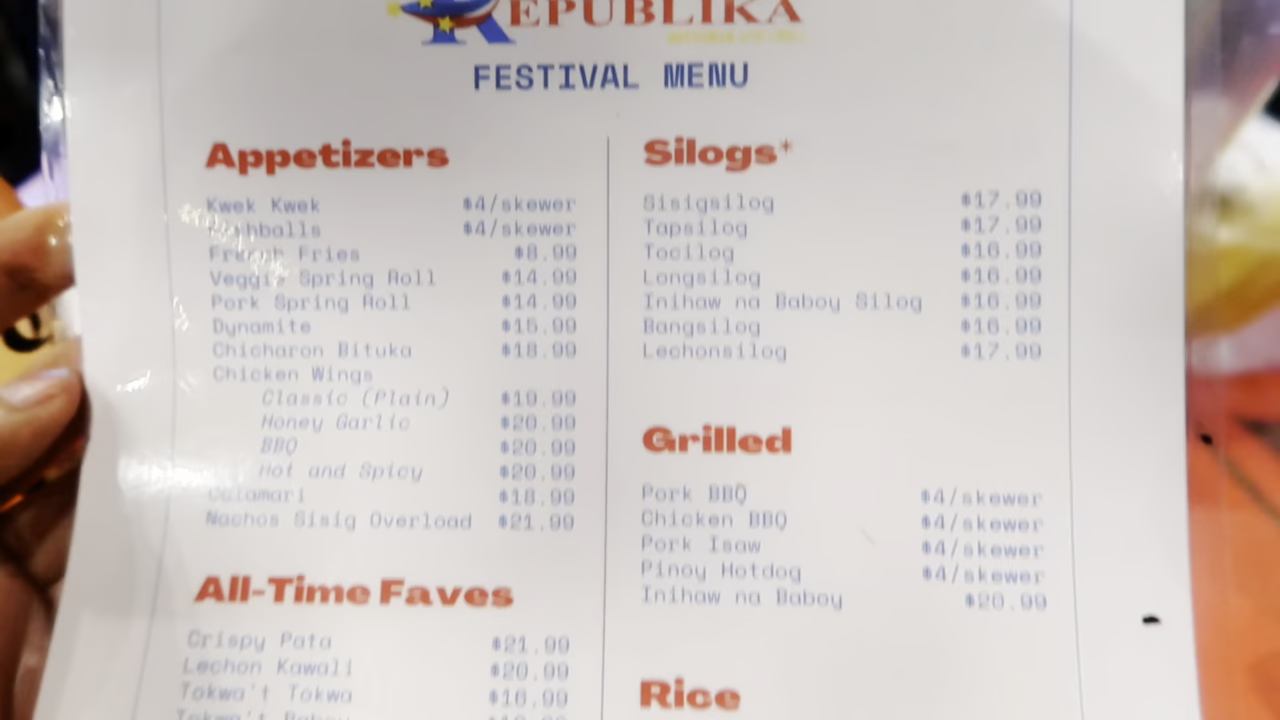 REPUBLIKA
FESTIVAL MENU
Appetizers
Kwek Kwek $4/skewer
$4/skewer
French Fries $8.99
Veggie Spring Roll $14.99
Pork Spring Roll $14.99
Dynamite $15.99
Chicharon Bituka $18.99
Chicken Wings
Classic (Plain) $19.99
Honey Garlic $20.99
BBQ $20.99
Hot and Spicy $20.99
Calamari $18.99
Nachos Sisig Overload $21.99
All-Time Faves
Crispy Pata $21.99
Lechon Kawali $20.99
Tokwa't Tokwa $16.99
Tokwa't Baboy
Silogs*
Sisigsilog $17.99
Tapsilog $17.99
Tocilog $16.99
Longsilog $16.99
Inihaw na Baboy Silog $16.99
Bangsilog $16.99
Lechonsilog $17.99
Grilled
Pork BBQ $4/skewer
Chicken BBQ $4/skewer
Pork Isaw $4/skewer
Pinoy Hotdog $4/skewer
Inihaw na Baboy $20.99
Rice